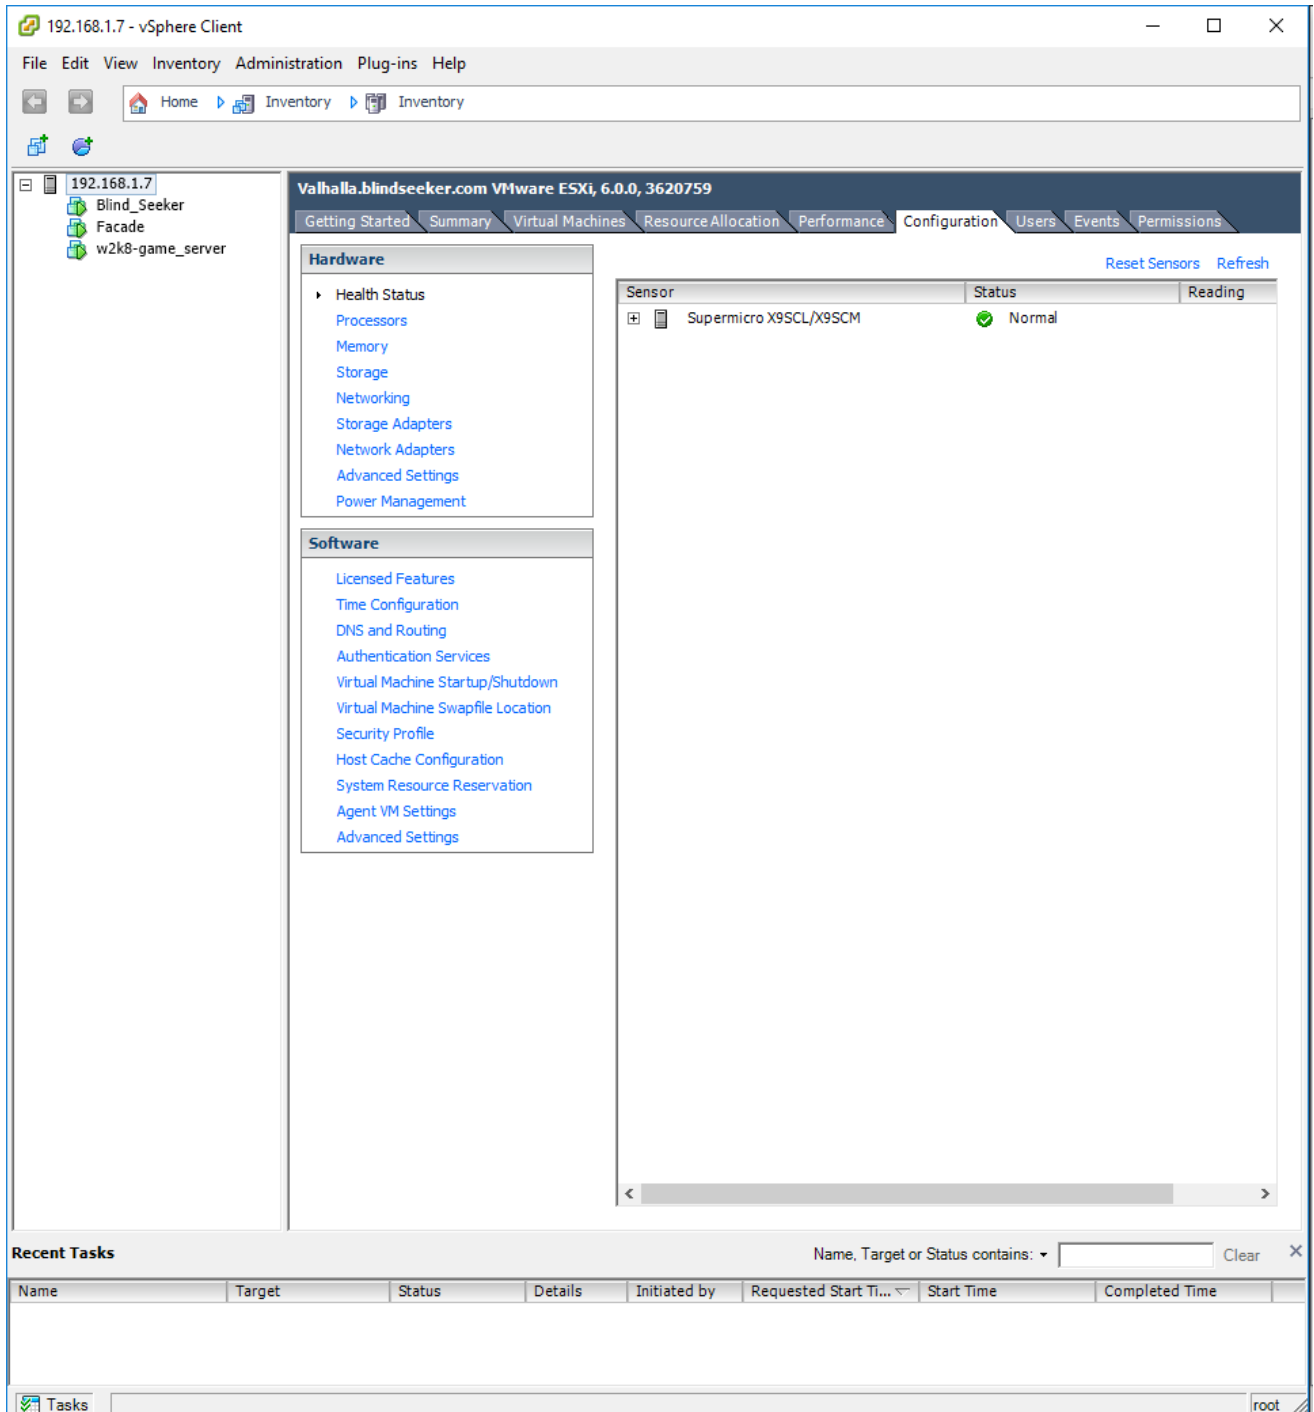 192.168.1.7 - vSphere Client
File Edit View Inventory Administration Plug-ins Help
Home Inventory Inventory
192.168.1.7
Blind_Seeker
Facade
w2k8-game_server
Valhalla.blindseeker.com VMware ESXi, 6.0.0, 3620759
Getting Started Summary Virtual Machines Resource Allocation Performance Configuration Users Events Permissions
Hardware
Health Status
Processors
Memory
Storage
Networking
Storage Adapters
Network Adapters
Advanced Settings
Power Management
Software
Licensed Features
Time Configuration
DNS and Routing
Authentication Services
Virtual Machine Startup/Shutdown
Virtual Machine Swapfile Location
Security Profile
Host Cache Configuration
System Resource Reservation
Agent VM Settings
Advanced Settings
Reset Sensors Refresh
Sensor Status Reading
Supermicro X9SCL/X9SCM Normal
Recent Tasks
Name, Target or Status contains: Clear
Name Target Status Details Initiated by Requested Start Ti... Start Time Completed Time
Tasks root